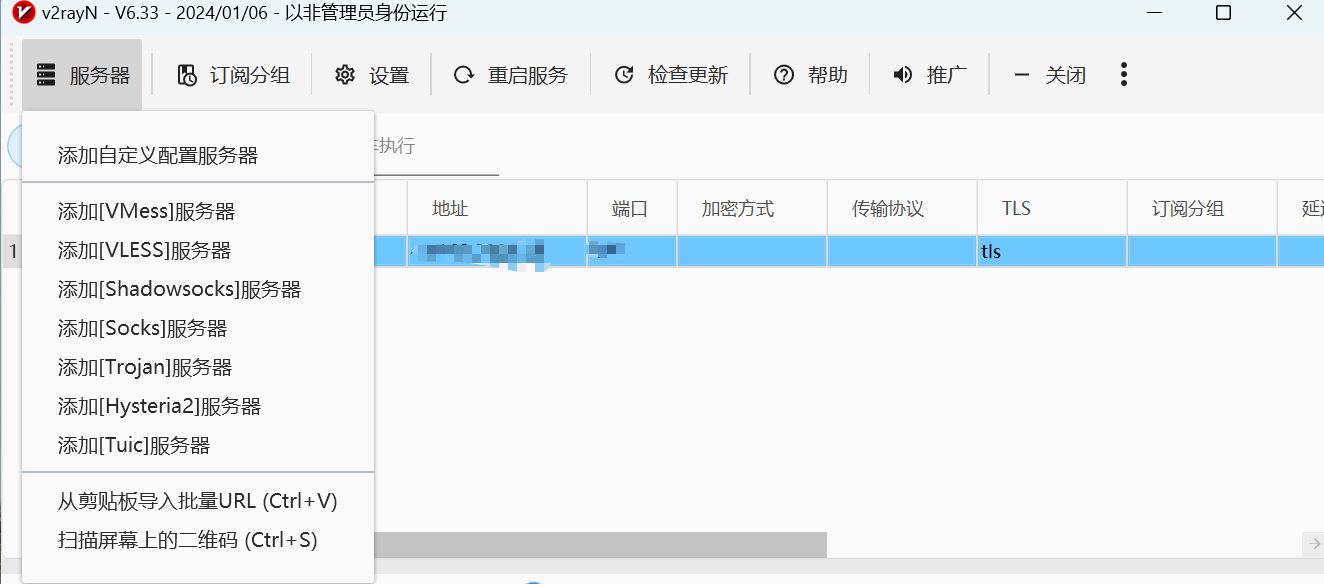 v2rayN - V6.33 - 2024/01/06 - 以非管理员身份运行
服务器 订阅分组 设置 重启服务 检查更新 帮助 推广 关闭
执行
添加自定义配置服务器
地址 端口 加密方式 传输协议 TLS 订阅分组
添加[VMess]服务器
1 tls
添加[VLESS]服务器
添加[Shadowsocks]服务器
添加[Socks]服务器
添加[Trojan]服务器
添加[Hysteria2]服务器
添加[Tuic]服务器
从剪贴板导入批量URL (Ctrl+V)
扫描屏幕上的二维码 (Ctrl+S)